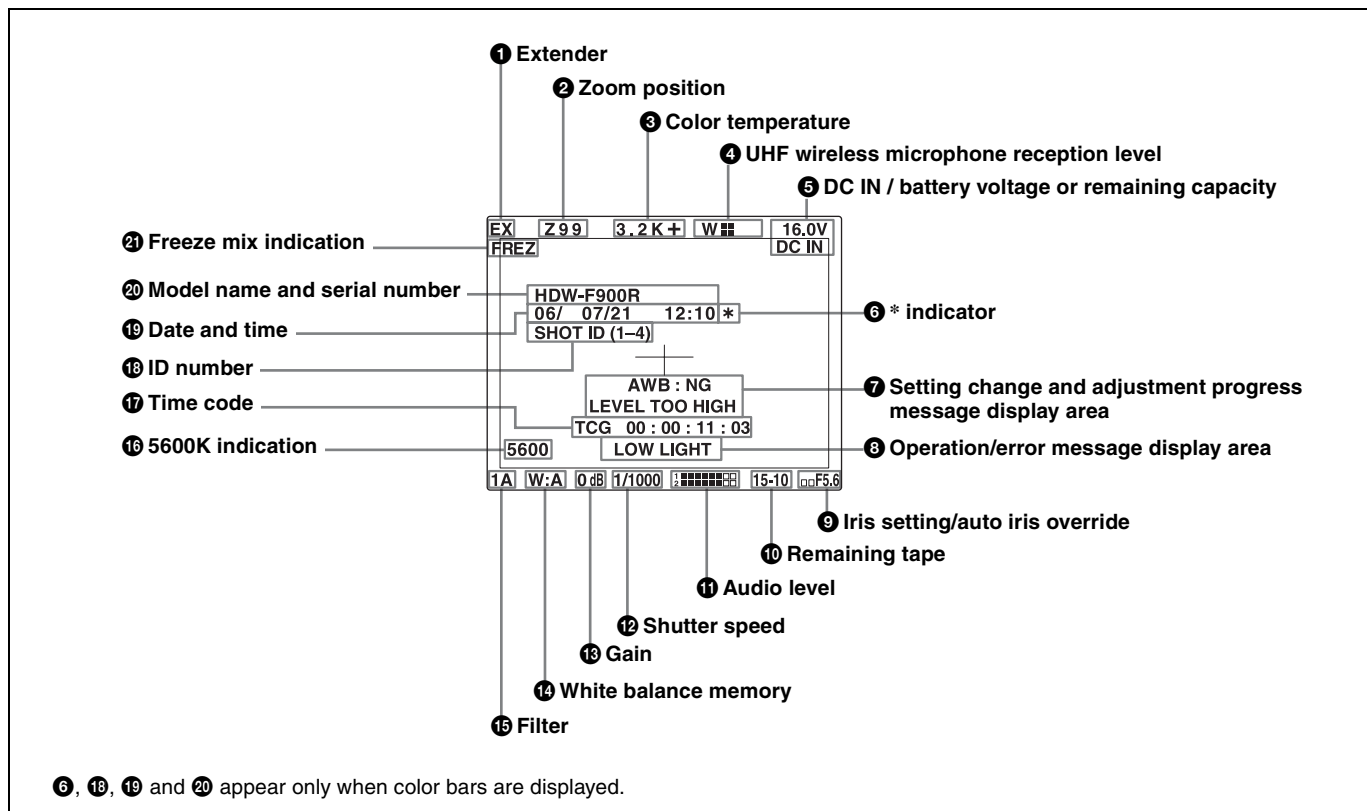 ❶ Extender
❷ Zoom position
❸ Color temperature
❹ UHF wireless microphone reception level
❺ DC IN / battery voltage or remaining capacity
EX Z99 3.2K+ W 16.0V
㉑ Freeze mix indication
FREZ
DC IN
⓴ Model name and serial number
HDW-F900R
06/ 07/21 12:10 *
❻ * indicator
⓳ Date and time
SHOT ID (1–4)
⓲ ID number
AWB : NG
❼ Setting change and adjustment progress
message display area
LEVEL TOO HIGH
⓱ Time code
TCG 00 : 00 : 11 : 03
⓰ 5600K indication
5600
LOW LIGHT
❽ Operation/error message display area
1A W:A 0 dB 1/1000 1 2 15-10 □□F5.6
❾ Iris setting/auto iris override
❿ Remaining tape
⓫ Audio level
⓬ Shutter speed
⓭ Gain
⓮ White balance memory
⓯ Filter
❻, ⓲, ⓳ and ⓴ appear only when color bars are displayed.